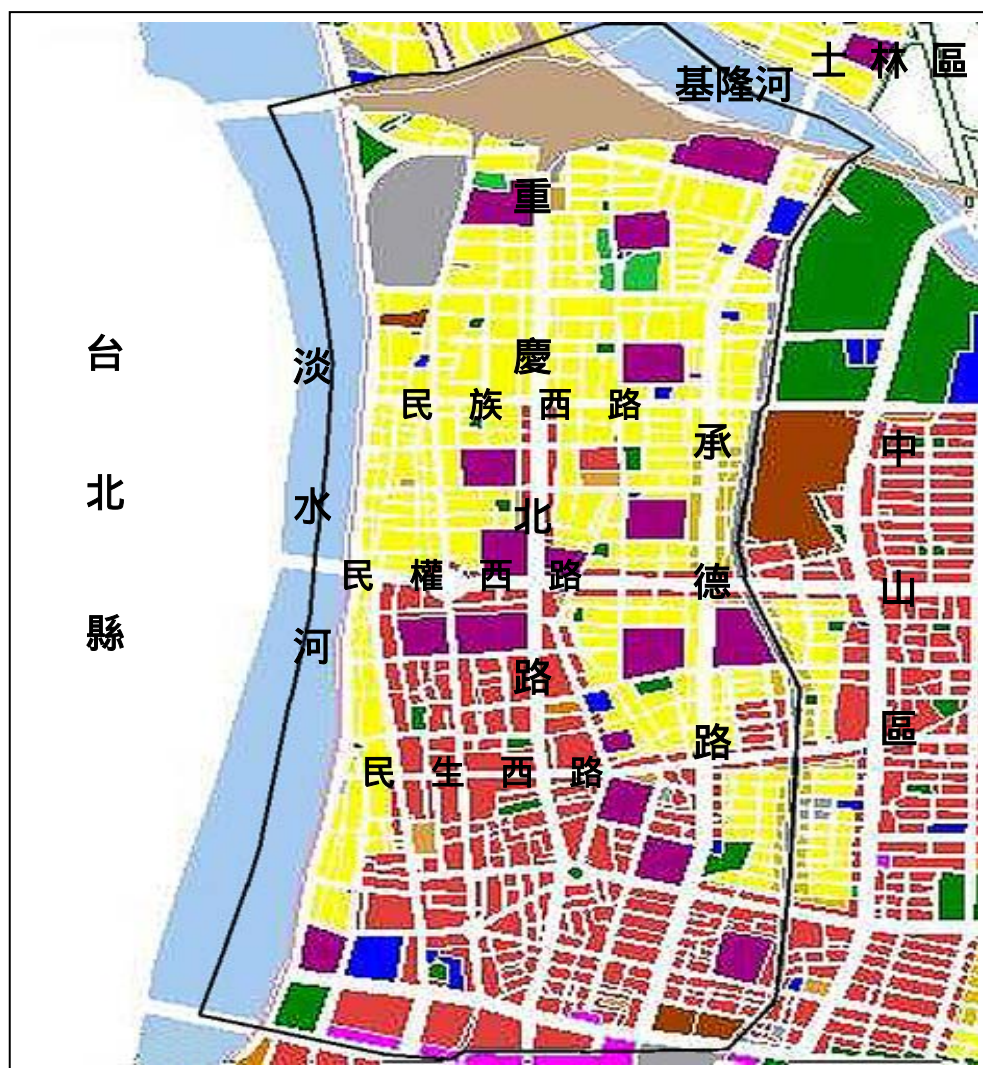 士林區
基隆河
重慶北路
台北縣
淡水河
民族西路
承德路
中山區
民權西路
民生西路